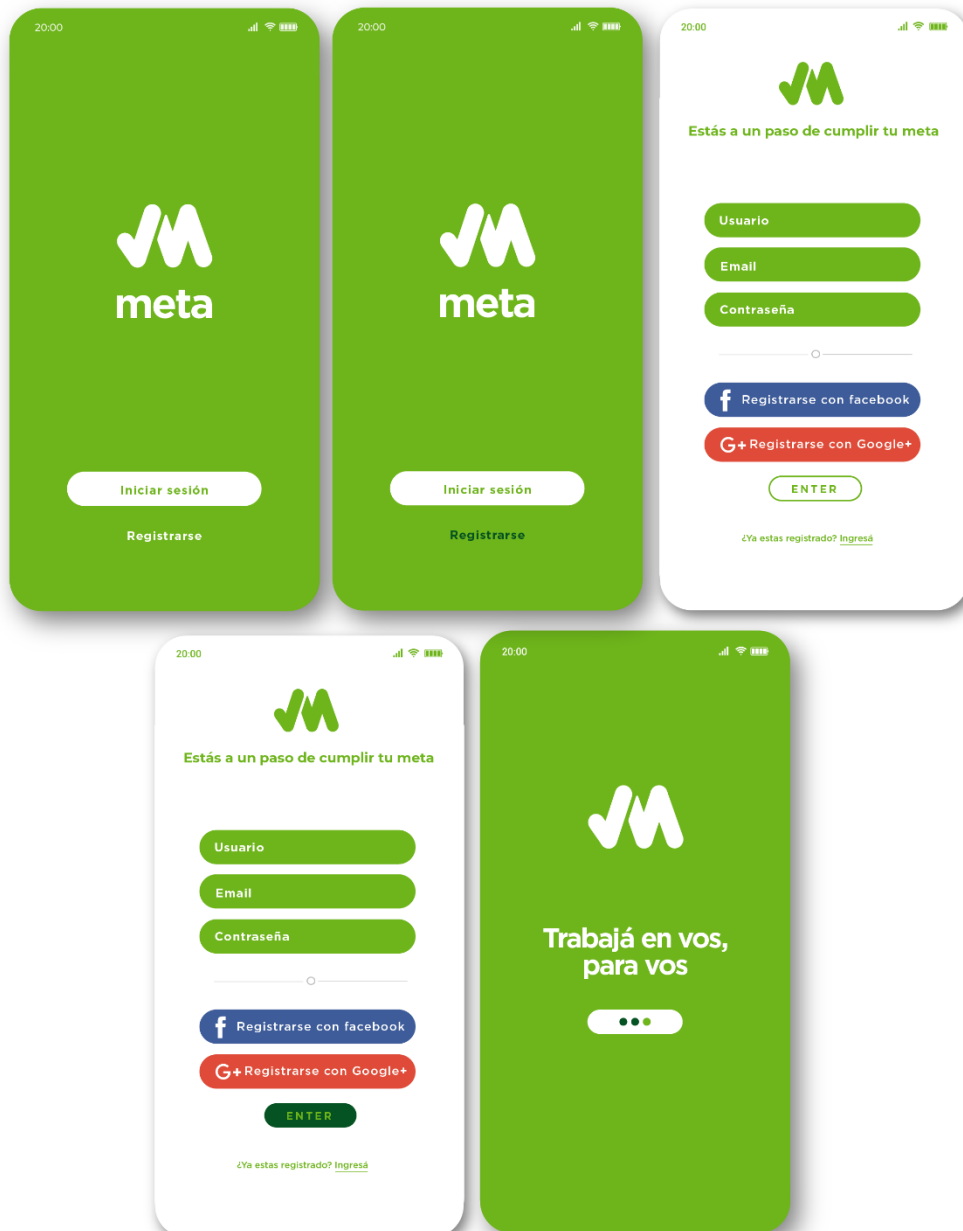 20:00
meta
Iniciar sesión
Registrarse
20:00
meta
Iniciar sesión
Registrarse
20:00
Estás a un paso de cumplir tu meta
Usuario
Email
Contraseña
O
f Registrarse con facebook
G+ Registrarse con Google+
ENTER
¿Ya estas registrado? Ingresá
20:00
Estás a un paso de cumplir tu meta
Usuario
Email
Contraseña
O
f Registrarse con facebook
G+ Registrarse con Google+
ENTER
¿Ya estas registrado? Ingresá
20:00
Trabajá en vos,
para vos